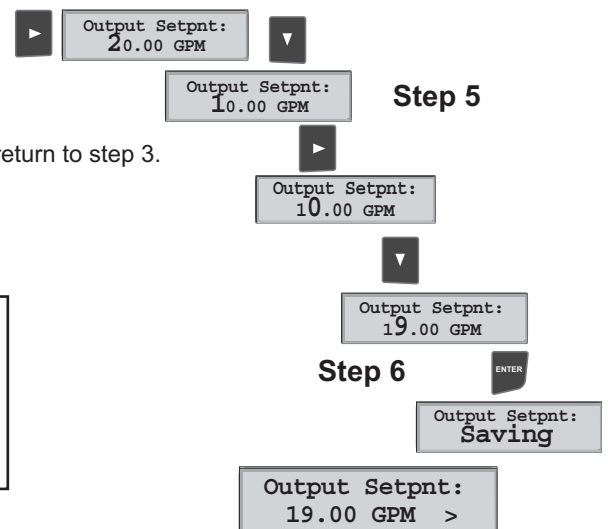 Output Setpnt:
20.00 GPM
Output Setpnt:
10.00 GPM
Step 5
return to step 3.
Output Setpnt:
10.00 GPM
Output Setpnt:
19.00 GPM
Step 6
ENTER
Output Setpnt:
Saving
Output Setpnt:
19.00 GPM >